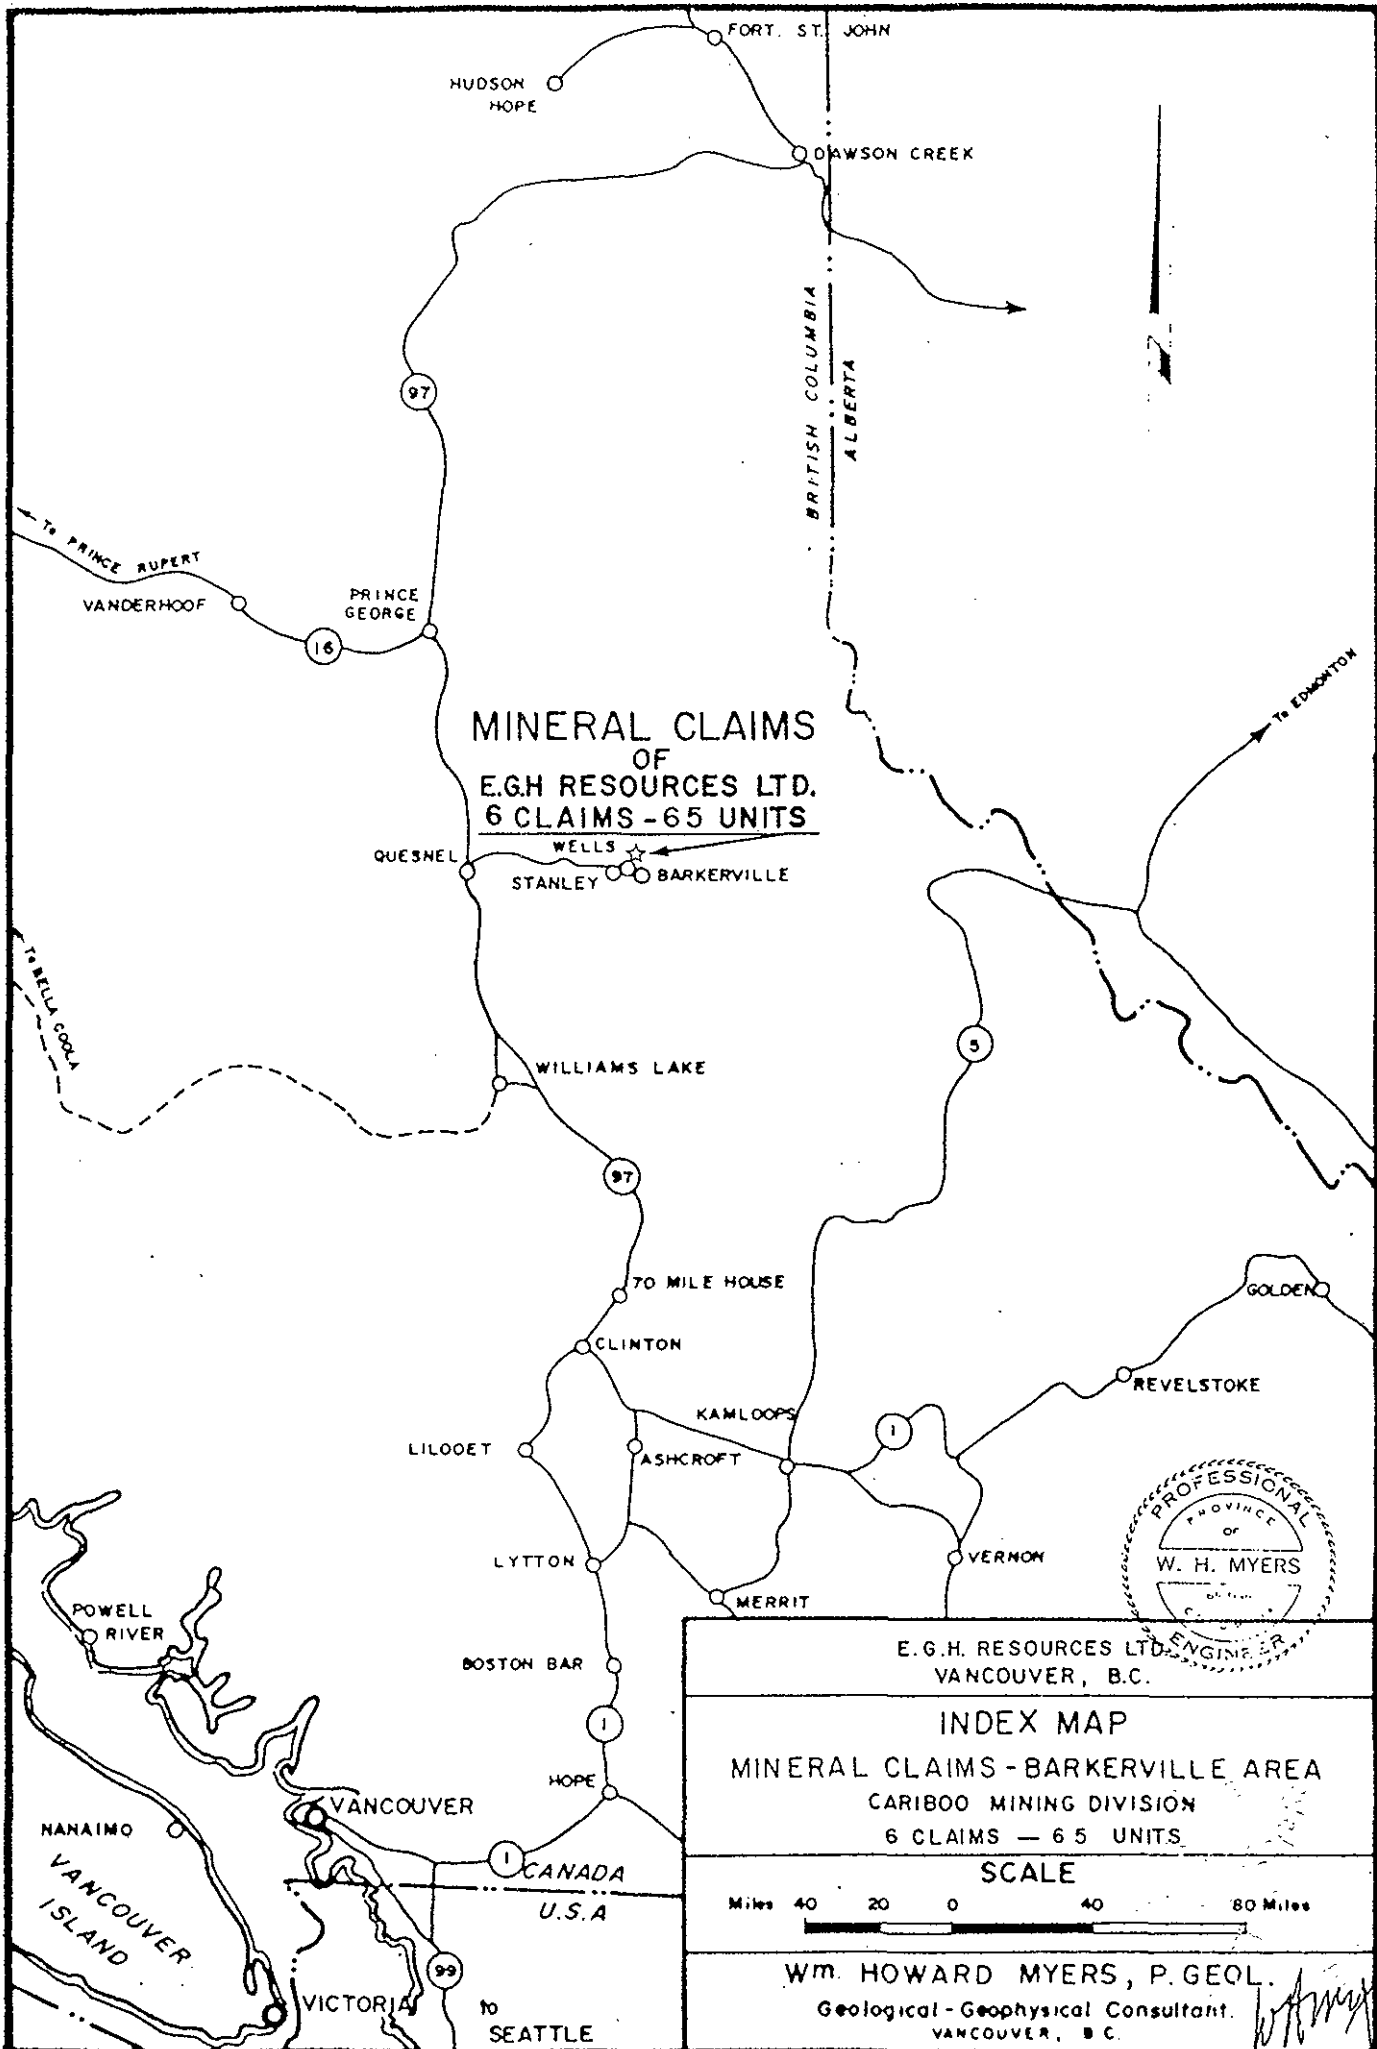 FORT. ST. JOHN
HUDSON
HOPE
DAWSON CREEK
BRITISH COLUMBIA
ALBERTA
97
To PRINCE RUPERT
VANDERHOOF
PRINCE
GEORGE
16
To EDMONTON
MINERAL CLAIMS
OF
E.G.H RESOURCES LTD.
6 CLAIMS - 65 UNITS
QUESNEL
WELLS
STANLEY
BARKERVILLE
To BELLA COOLA
5
WILLIAMS LAKE
97
70 MILE HOUSE
GOLDEN
CLINTON
REVELSTOKE
KAMLOOPS
1
LILOOET
ASHCROFT
LYTTON
VERNON
MERRIT
POWELL
RIVER
BOSTON BAR
1
HOPE
VANCOUVER
NANAIMO
1
CANADA
U.S.A
VANCOUVER
ISLAND
99
VICTORIA
to
SEATTLE
PROFESSIONAL
PROVINCE
OF
W. H. MYERS
ENGINEER
E.G.H. RESOURCES LTD.
VANCOUVER, B.C.
INDEX MAP
MINERAL CLAIMS - BARKERVILLE AREA
CARIBOO MINING DIVISION
6 CLAIMS — 65 UNITS
SCALE
Miles 40 20 0 40 80 Miles
Wm. HOWARD MYERS, P. GEOL.
Geological - Geophysical Consultant.
VANCOUVER, B C.